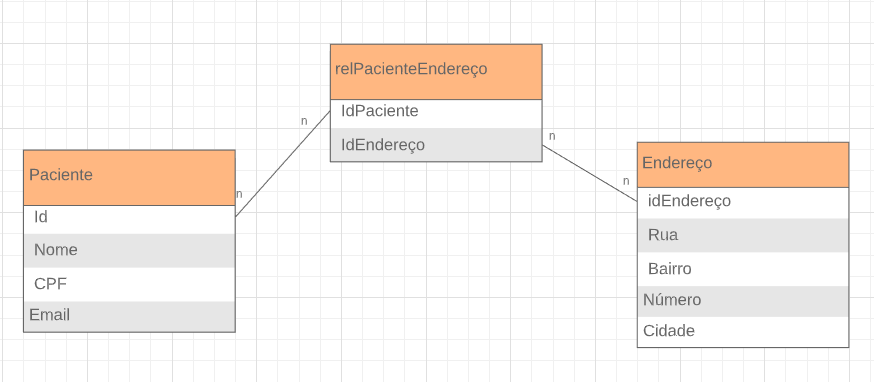 relPacienteEndereço
IdPaciente
IdEndereço
n
n
n
n
Paciente
Id
Nome
CPF
Email
Endereço
idEndereço
Rua
Bairro
Número
Cidade